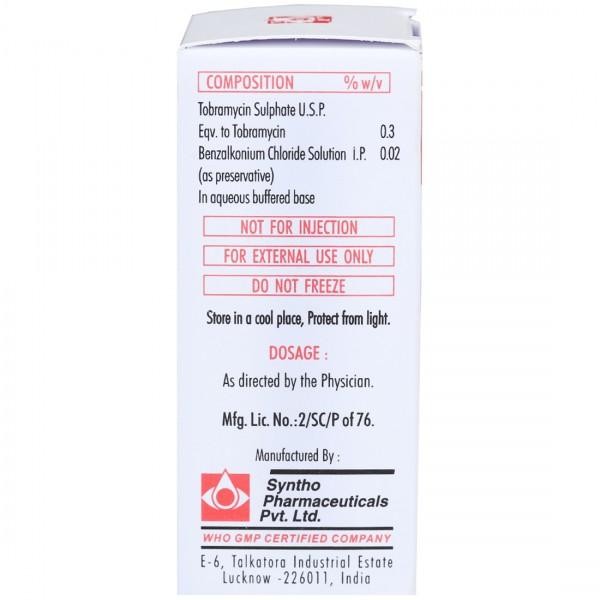 COMPOSITION % w/v
Tobramycin Sulphate U.S.P.
Eqv. to Tobramycin 0.3
Benzalkonium Chloride Solution I.P. 0.02
(as preservative)
In aqueous buffered base
NOT FOR INJECTION
FOR EXTERNAL USE ONLY
DO NOT FREEZE
Store in a cool place, Protect from light.
DOSAGE :
As directed by the Physician.
Mfg. Lic. No.:2/SC/P of 76.
Manufactured By :
Syntho
Pharmaceuticals
Pvt. Ltd.
WHO GMP CERTIFIED COMPANY
E-6, Talkatora Industrial Estate
Lucknow -226011, India